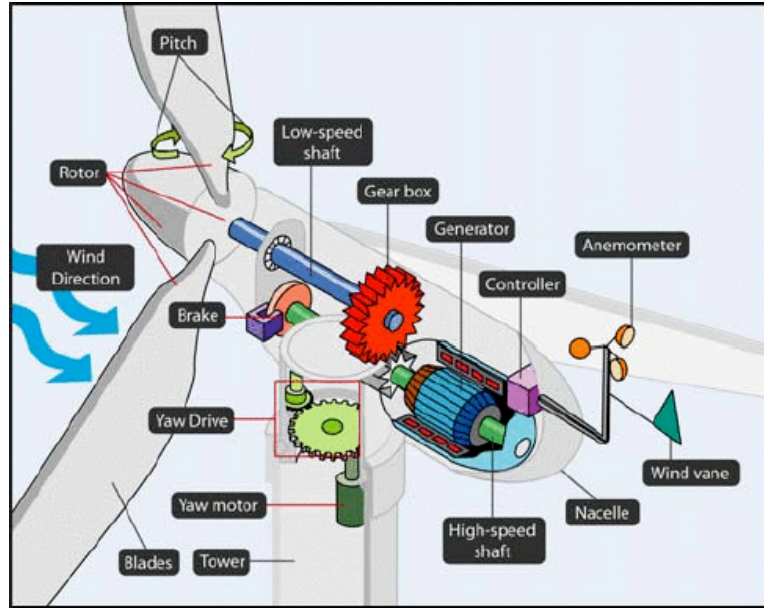 Pitch
Low-speed
shaft
Rotor
Gear box
Generator
Anemometer
Wind
Direction
Controller
Brake
Yaw Drive
Wind vane
Yaw motor
Nacelle
High-speed
shaft
Blades
Tower